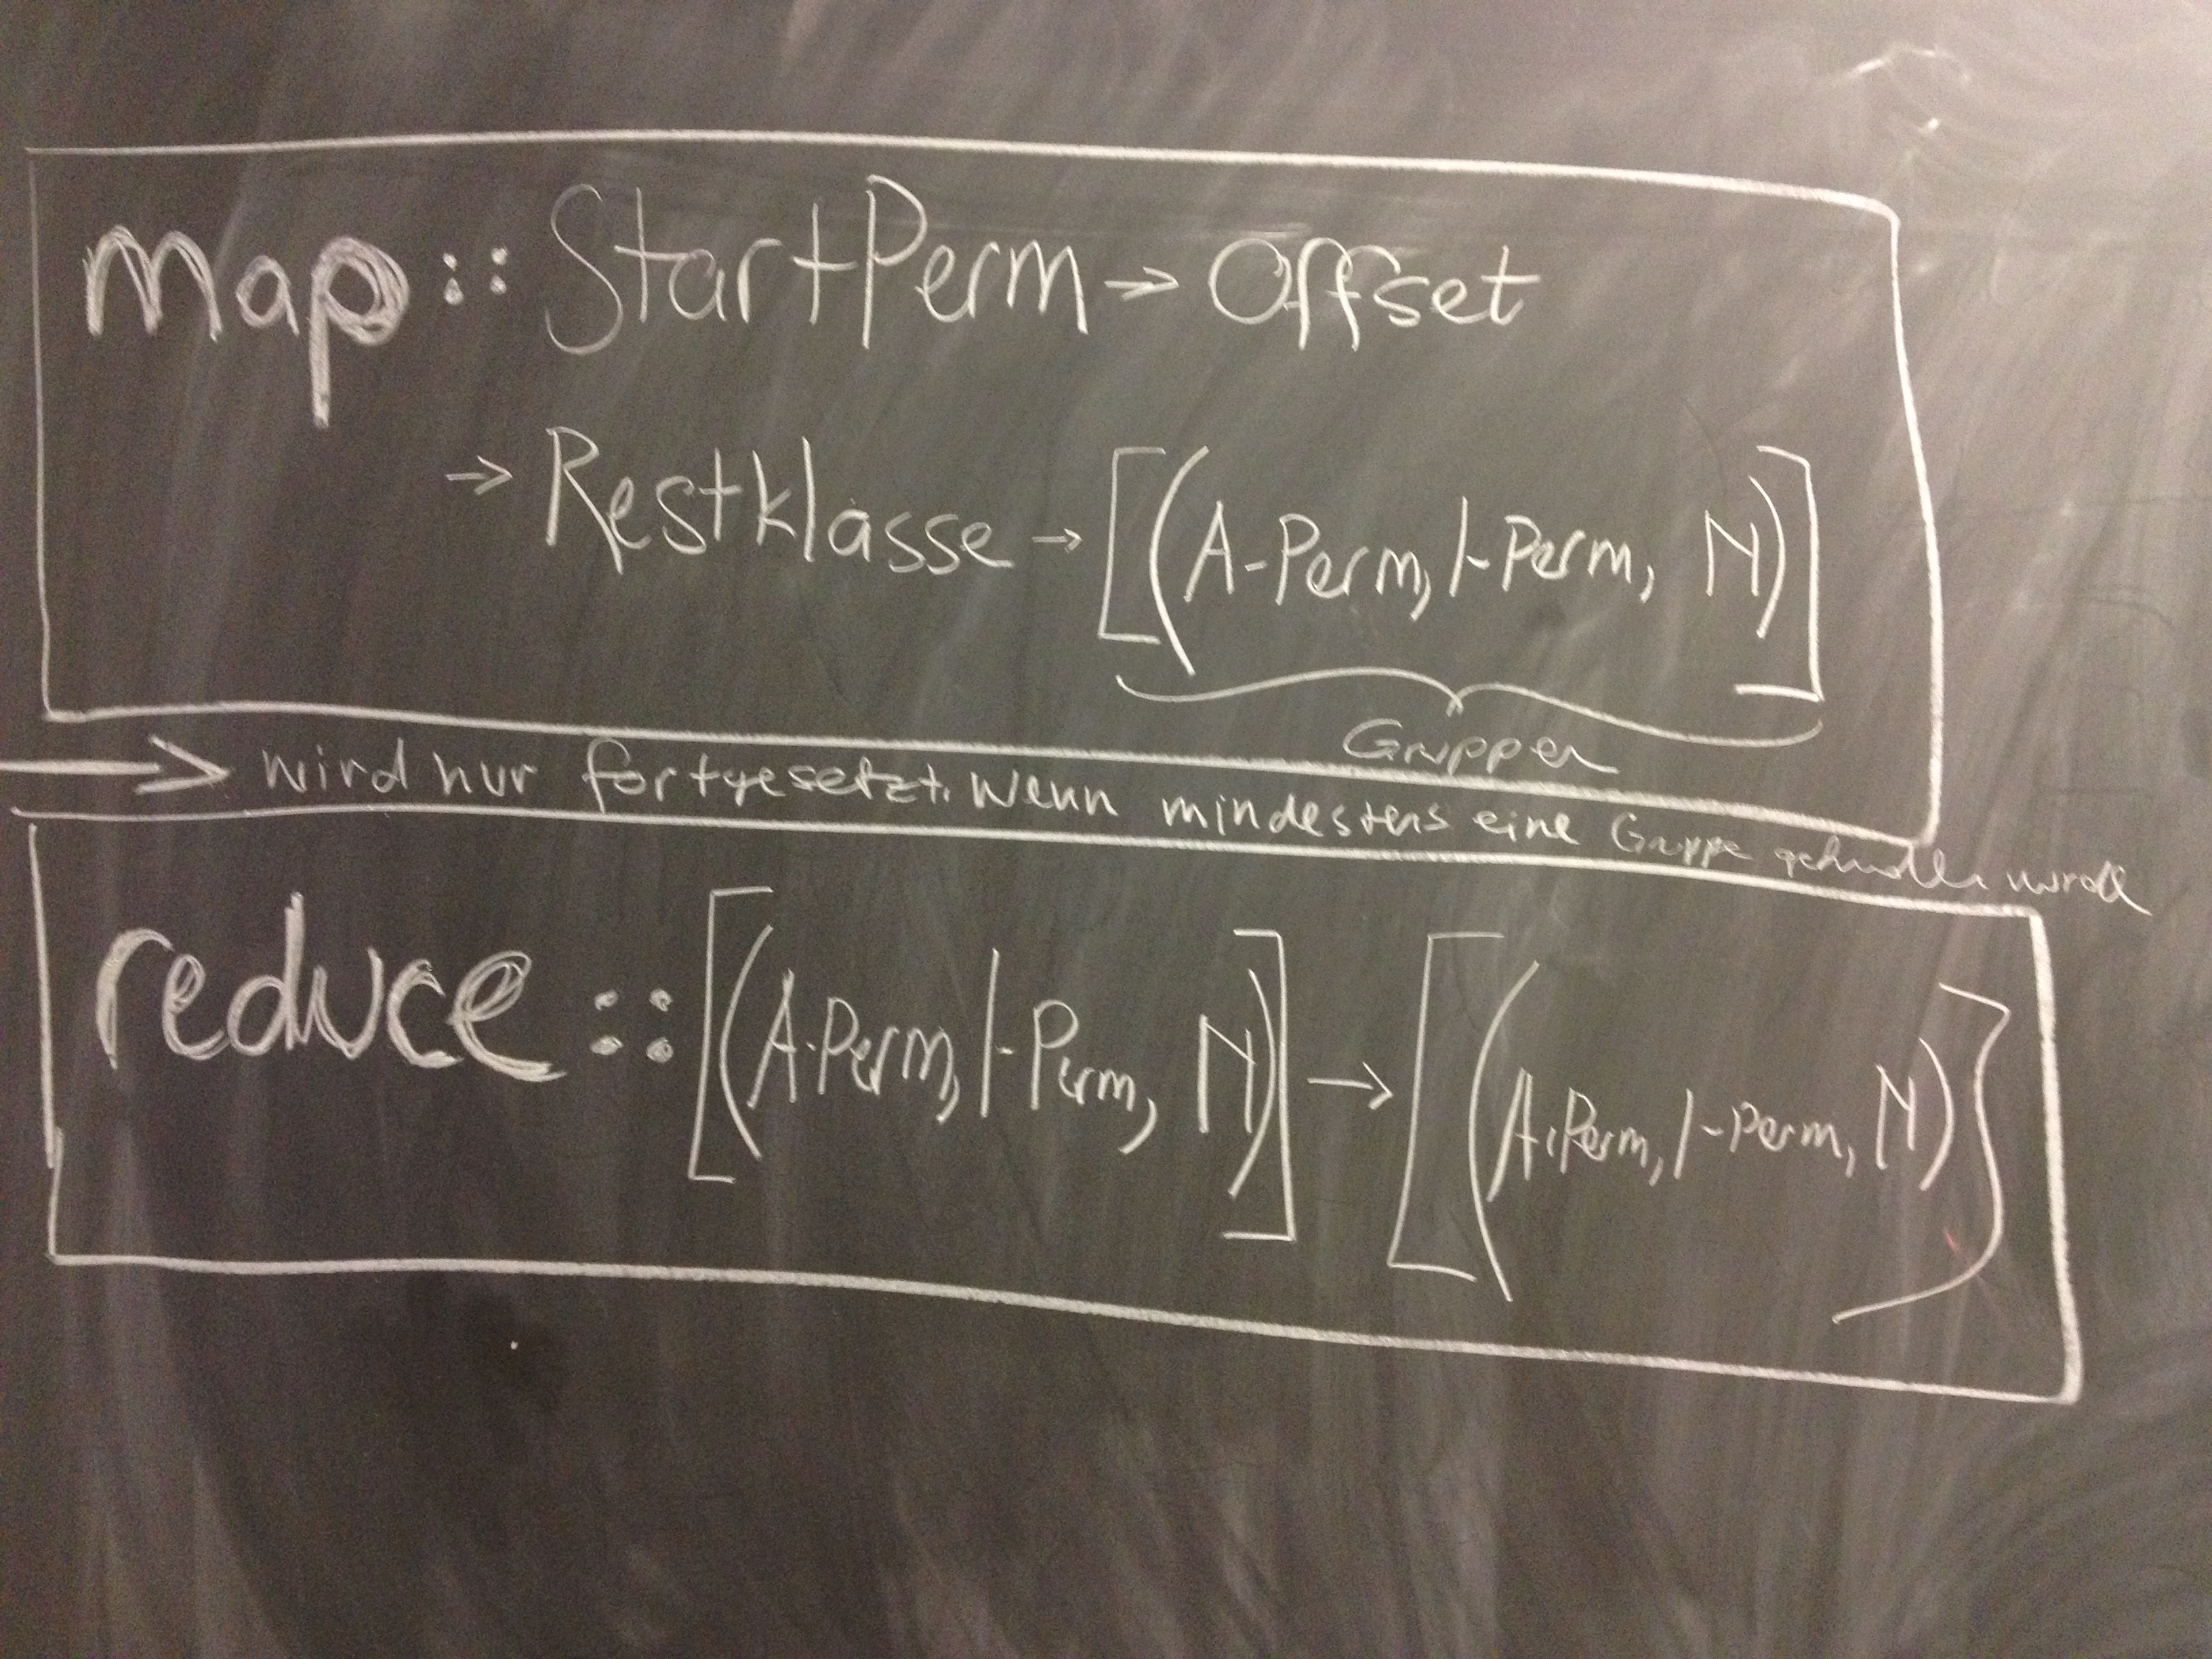 map :: StartPerm → Offset
→ Restklasse → [(A-Perm, I-Perm, N)]
Gruppen
→ wird nur fortgesetzt, wenn mindestens eine Gruppe gefunden wurde
reduce :: [(A-Perm, I-Perm, N)] → [(A-Perm, I-Perm, N)]